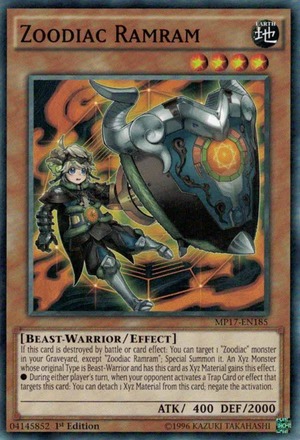 Zoodiac Ramram
EARTH
地
MP17-EN185
[Beast-Warrior/Effect]
If this card is destroyed by battle or card effect: You can target 1 "Zoodiac" monster
in your Graveyard, except "Zoodiac Ramram"; Special Summon it. An Xyz Monster
whose original Type is Beast-Warrior and has this card as Xyz Material gains this effect.
● During either player's turn, when your opponent activates a Trap Card or effect that
targets this card: You can detach 1 Xyz Material from this card; negate the activation.
ATK/ 400 DEF/2000
04145852 1st Edition ©1996 KAZUKI TAKAHASHI